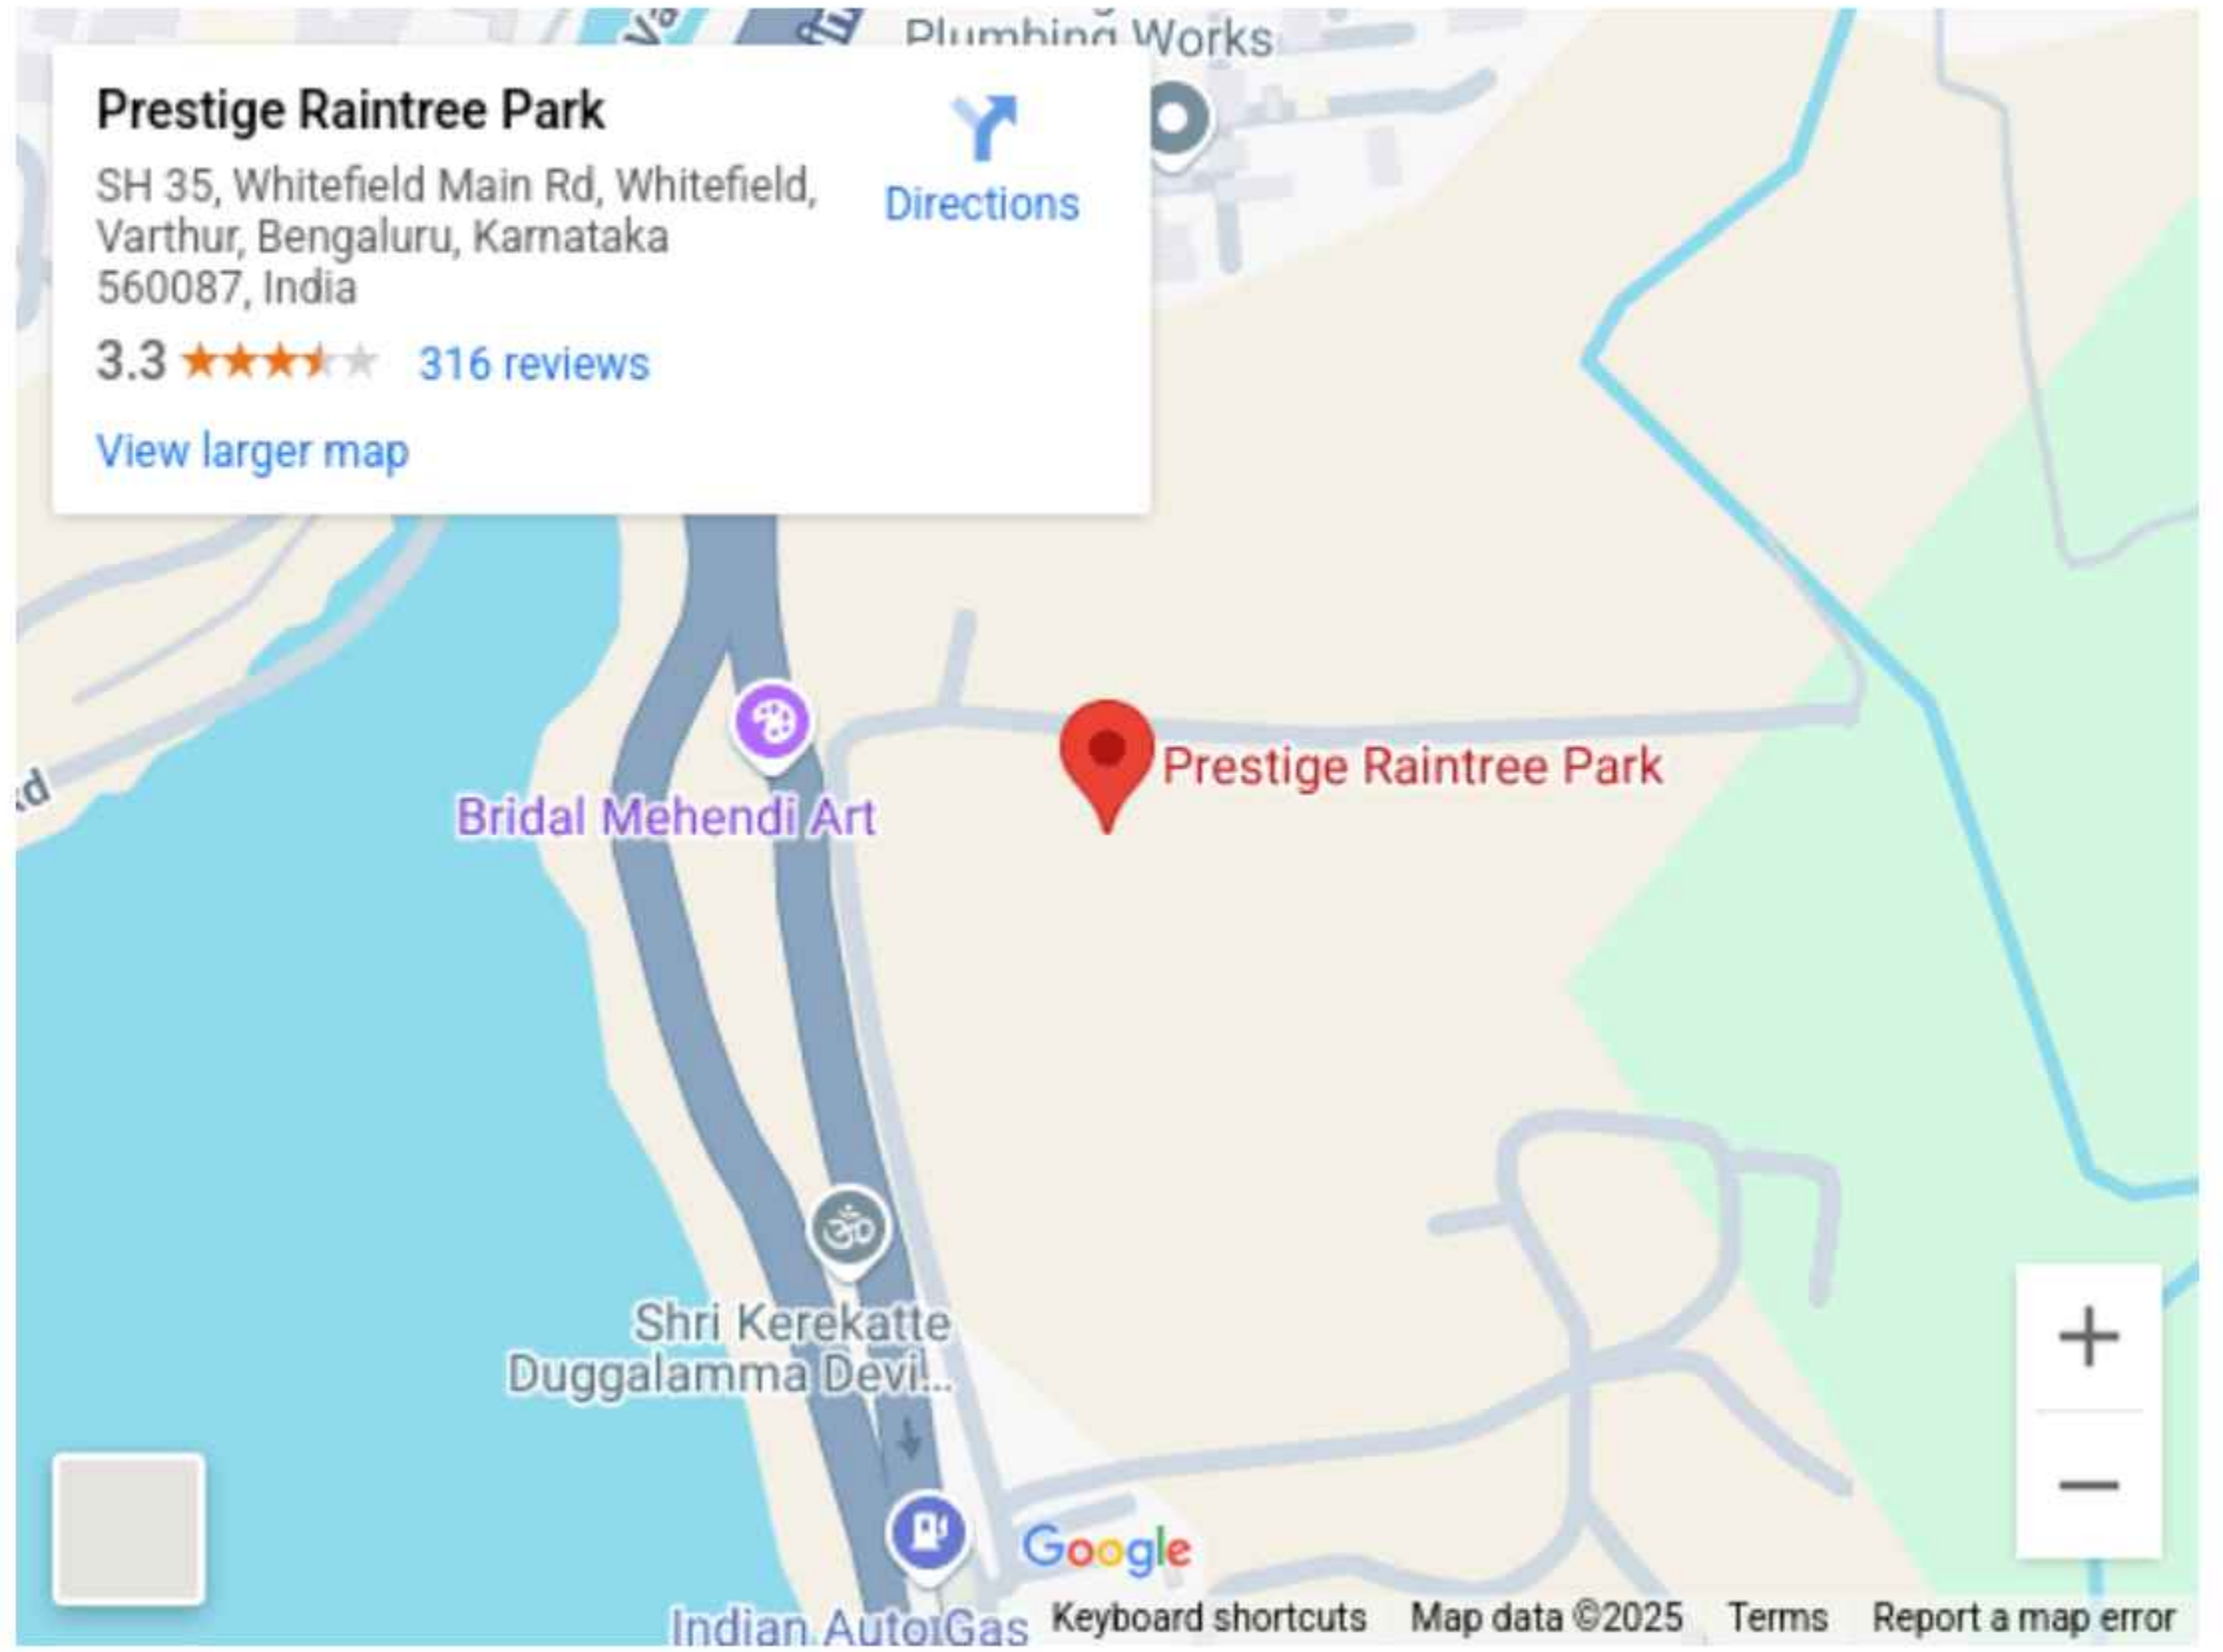 Plumbing Works
Prestige Raintree Park
SH 35, Whitefield Main Rd, Whitefield,
Varthur, Bengaluru, Karnataka
560087, India
Directions
3.3
316 reviews
View larger map
Prestige Raintree Park
Bridal Mehendi Art
Shri Kerekatte
Duggalamma Devi...
Google
Indian Auto Gas
Keyboard shortcuts
Map data ©2025
Terms
Report a map error